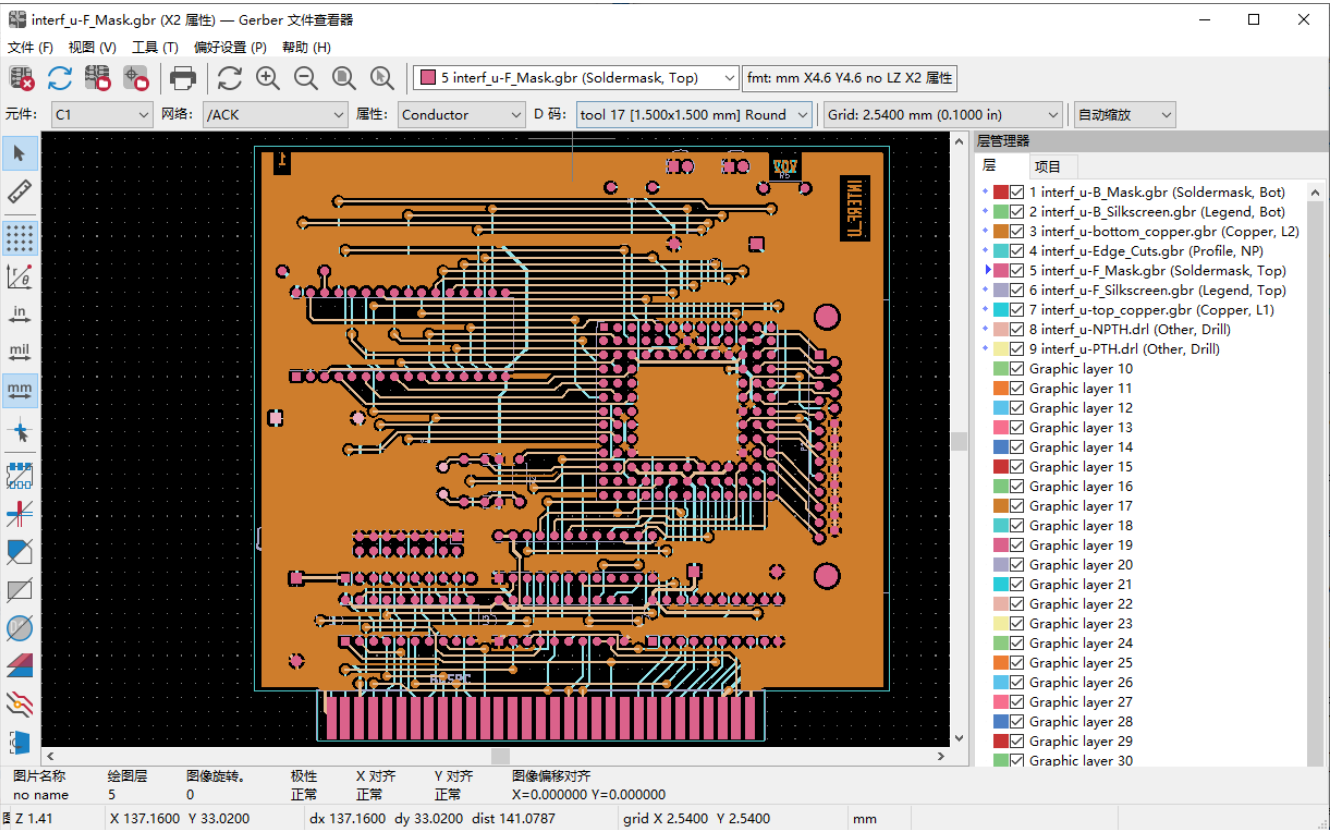 interf_u-F_Mask.gbr (X2 属性) — Gerber 文件查看器
文件 (F) 视图 (V) 工具 (T) 偏好设置 (P) 帮助 (H)
5 interf_u-F_Mask.gbr (Soldermask, Top) fmt: mm X4.6 Y4.6 no LZ X2 属性
元件: C1 网络: /ACK 属性: Conductor D 码: tool 17 [1.500x1.500 mm] Round Grid: 2.5400 mm (0.1000 in) 自动缩放
in
mil
mm
INTERF_U
层管理器
层 项目
1 interf_u-B_Mask.gbr (Soldermask, Bot)
2 interf_u-B_Silkscreen.gbr (Legend, Bot)
3 interf_u-bottom_copper.gbr (Copper, L2)
4 interf_u-Edge_Cuts.gbr (Profile, NP)
5 interf_u-F_Mask.gbr (Soldermask, Top)
6 interf_u-F_Silkscreen.gbr (Legend, Top)
7 interf_u-top_copper.gbr (Copper, L1)
8 interf_u-NPTH.drl (Other, Drill)
9 interf_u-PTH.drl (Other, Drill)
Graphic layer 10
Graphic layer 11
Graphic layer 12
Graphic layer 13
Graphic layer 14
Graphic layer 15
Graphic layer 16
Graphic layer 17
Graphic layer 18
Graphic layer 19
Graphic layer 20
Graphic layer 21
Graphic layer 22
Graphic layer 23
Graphic layer 24
Graphic layer 25
Graphic layer 26
Graphic layer 27
Graphic layer 28
Graphic layer 29
Graphic layer 30
图片名称 绘图层 图像旋转。 极性 X 对齐 Y 对齐 图像偏移对齐
no name 5 0 正常 正常 正常 X=0.000000 Y=0.000000
Z 1.41 X 137.1600 Y 33.0200 dx 137.1600 dy 33.0200 dist 141.0787 grid X 2.5400 Y 2.5400 mm